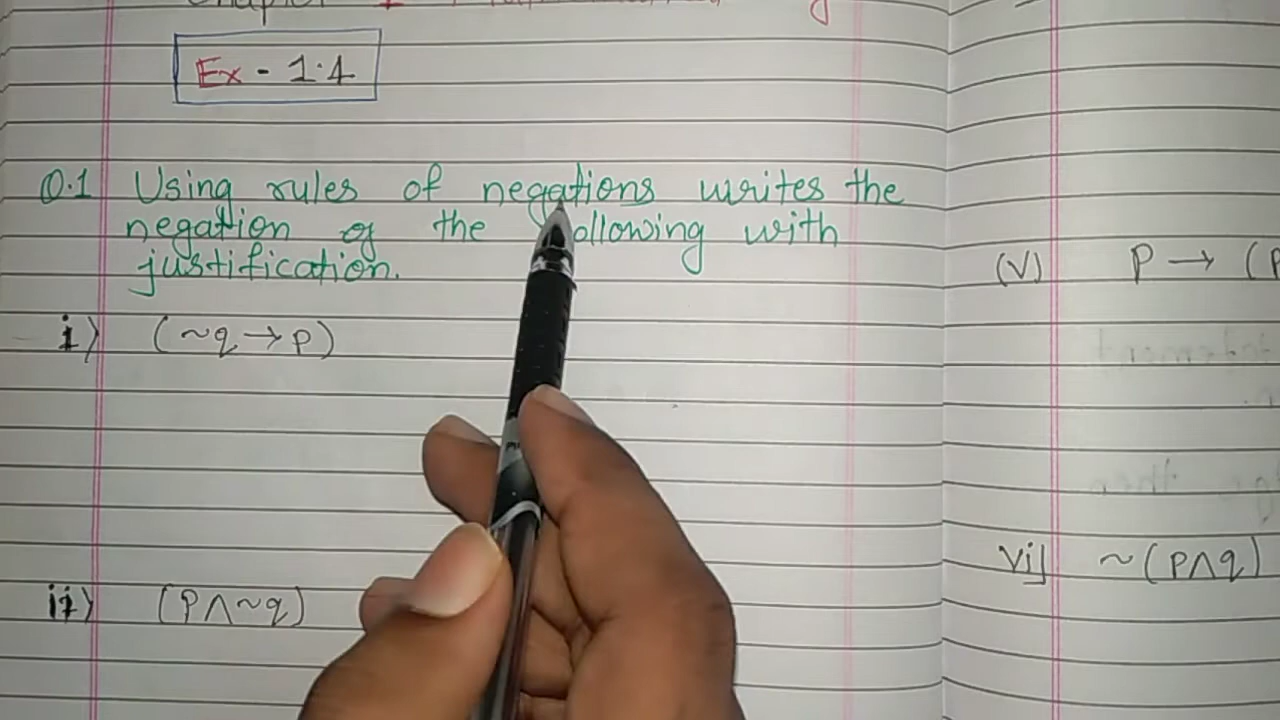 Ex - 1.4
Q.1 Using rules of negations writes the
negation of the following with
justification.
i) (~q → p)
ii) (p ∧ ~q)
(V) P → (P
vi) ~(p∧q)